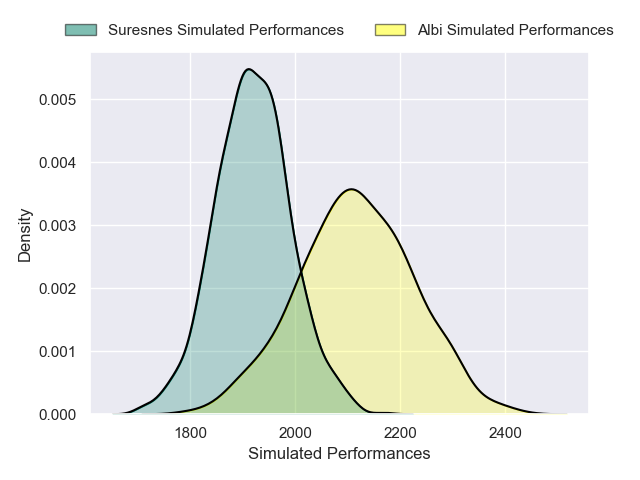 Suresnes Simulated Performances Albi Simulated Performances
0.005
0.004
0.003
0.002
0.001
0.000
Density
1800 2000 2200 2400
Simulated Performances